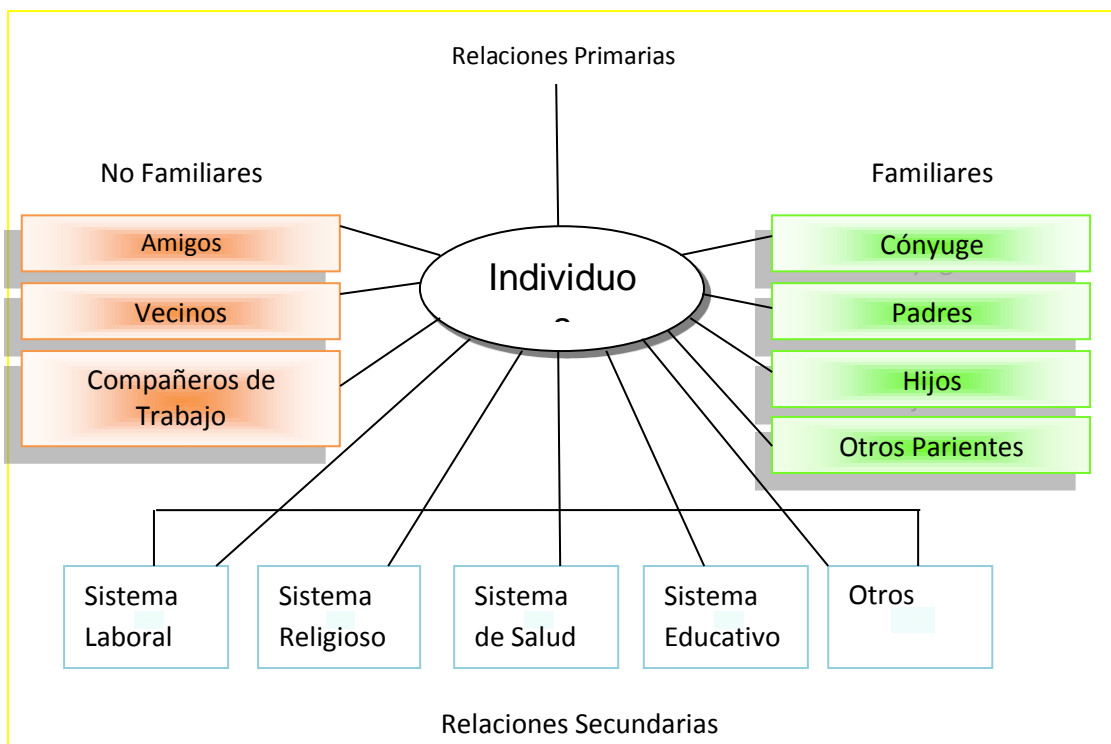 Relaciones Primarias
No Familiares
Familiares
Amigos
Vecinos
Compañeros de
Trabajo
Individuo
Cónyuge
Padres
Hijos
Otros Parientes
Sistema
Laboral
Sistema
Religioso
Sistema
de Salud
Sistema
Educativo
Otros
Relaciones Secundarias